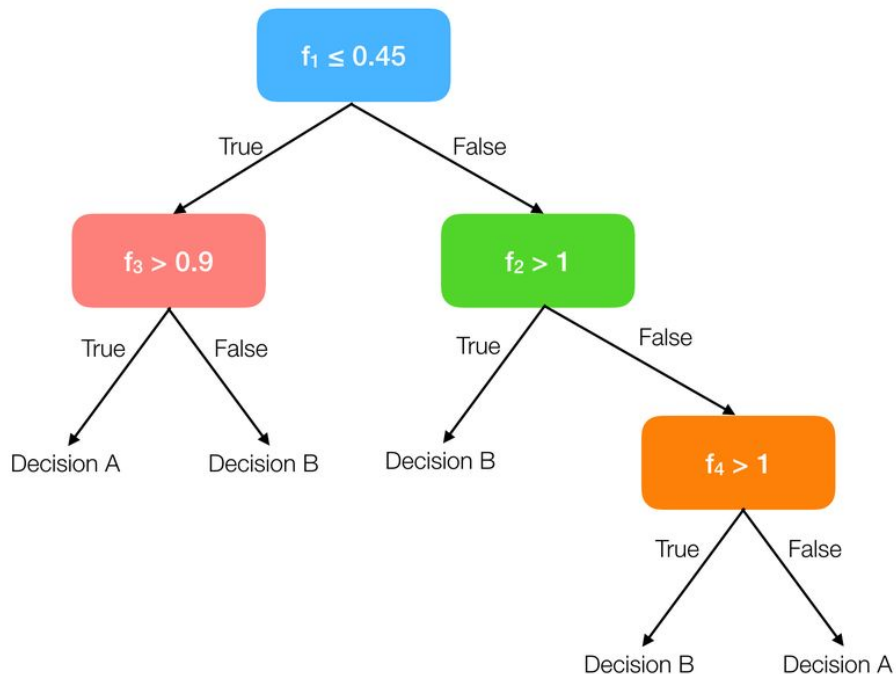 f₁ ≤ 0.45
True
False
f₃ > 0.9
f₂ > 1
True
False
True
False
Decision A
Decision B
Decision B
f₄ > 1
True
False
Decision B
Decision A